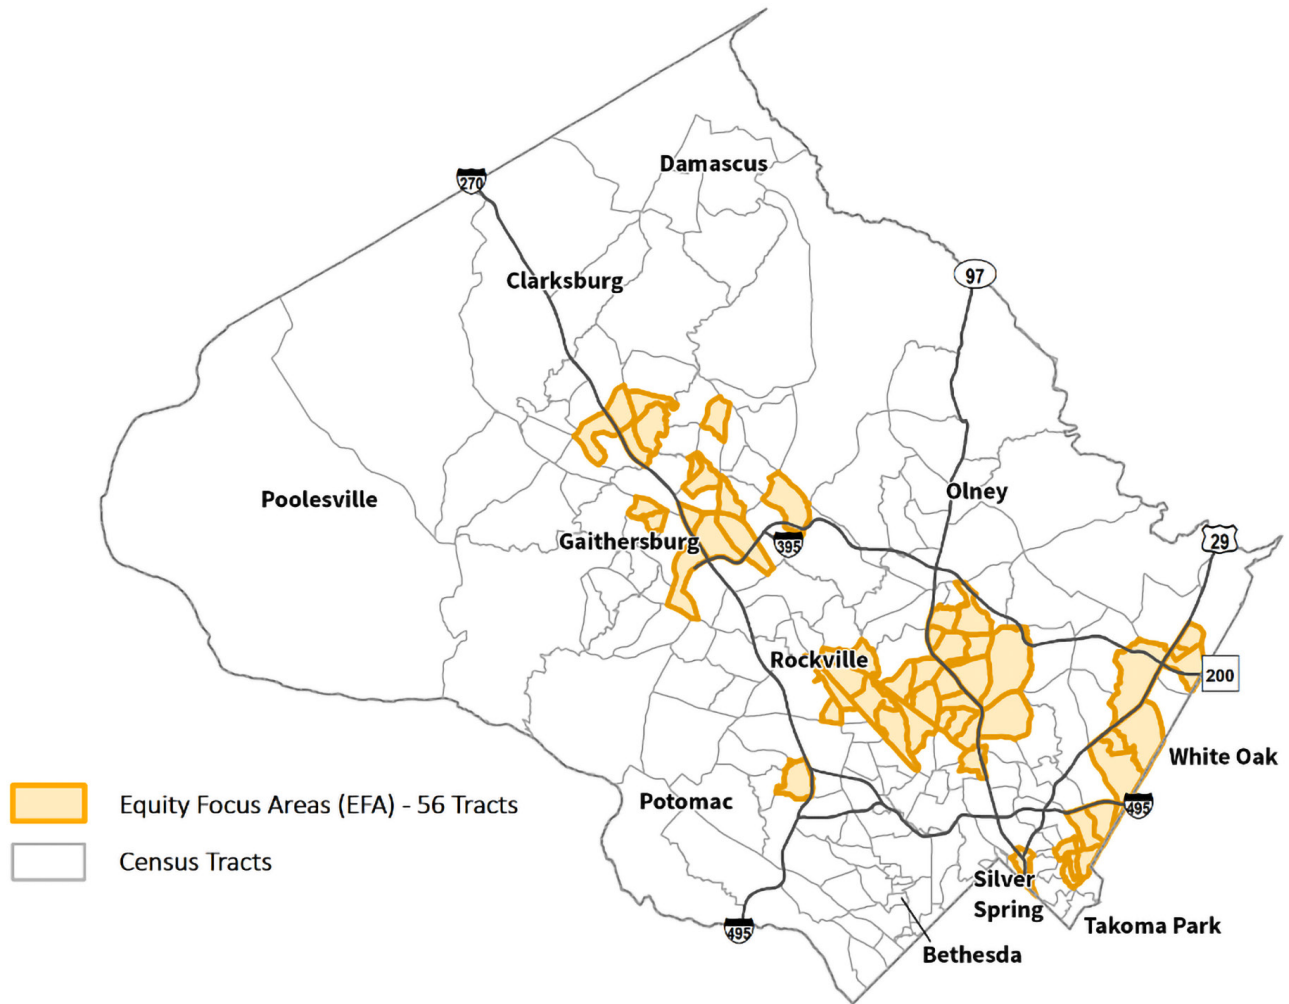 Damascus
270
Clarksburg
97
Poolesville
Olney
Gaithersburg
395
29
Rockville
200
White Oak
Potomac
495
Equity Focus Areas (EFA) - 56 Tracts
Census Tracts
Silver
Spring
Takoma Park
495
Bethesda